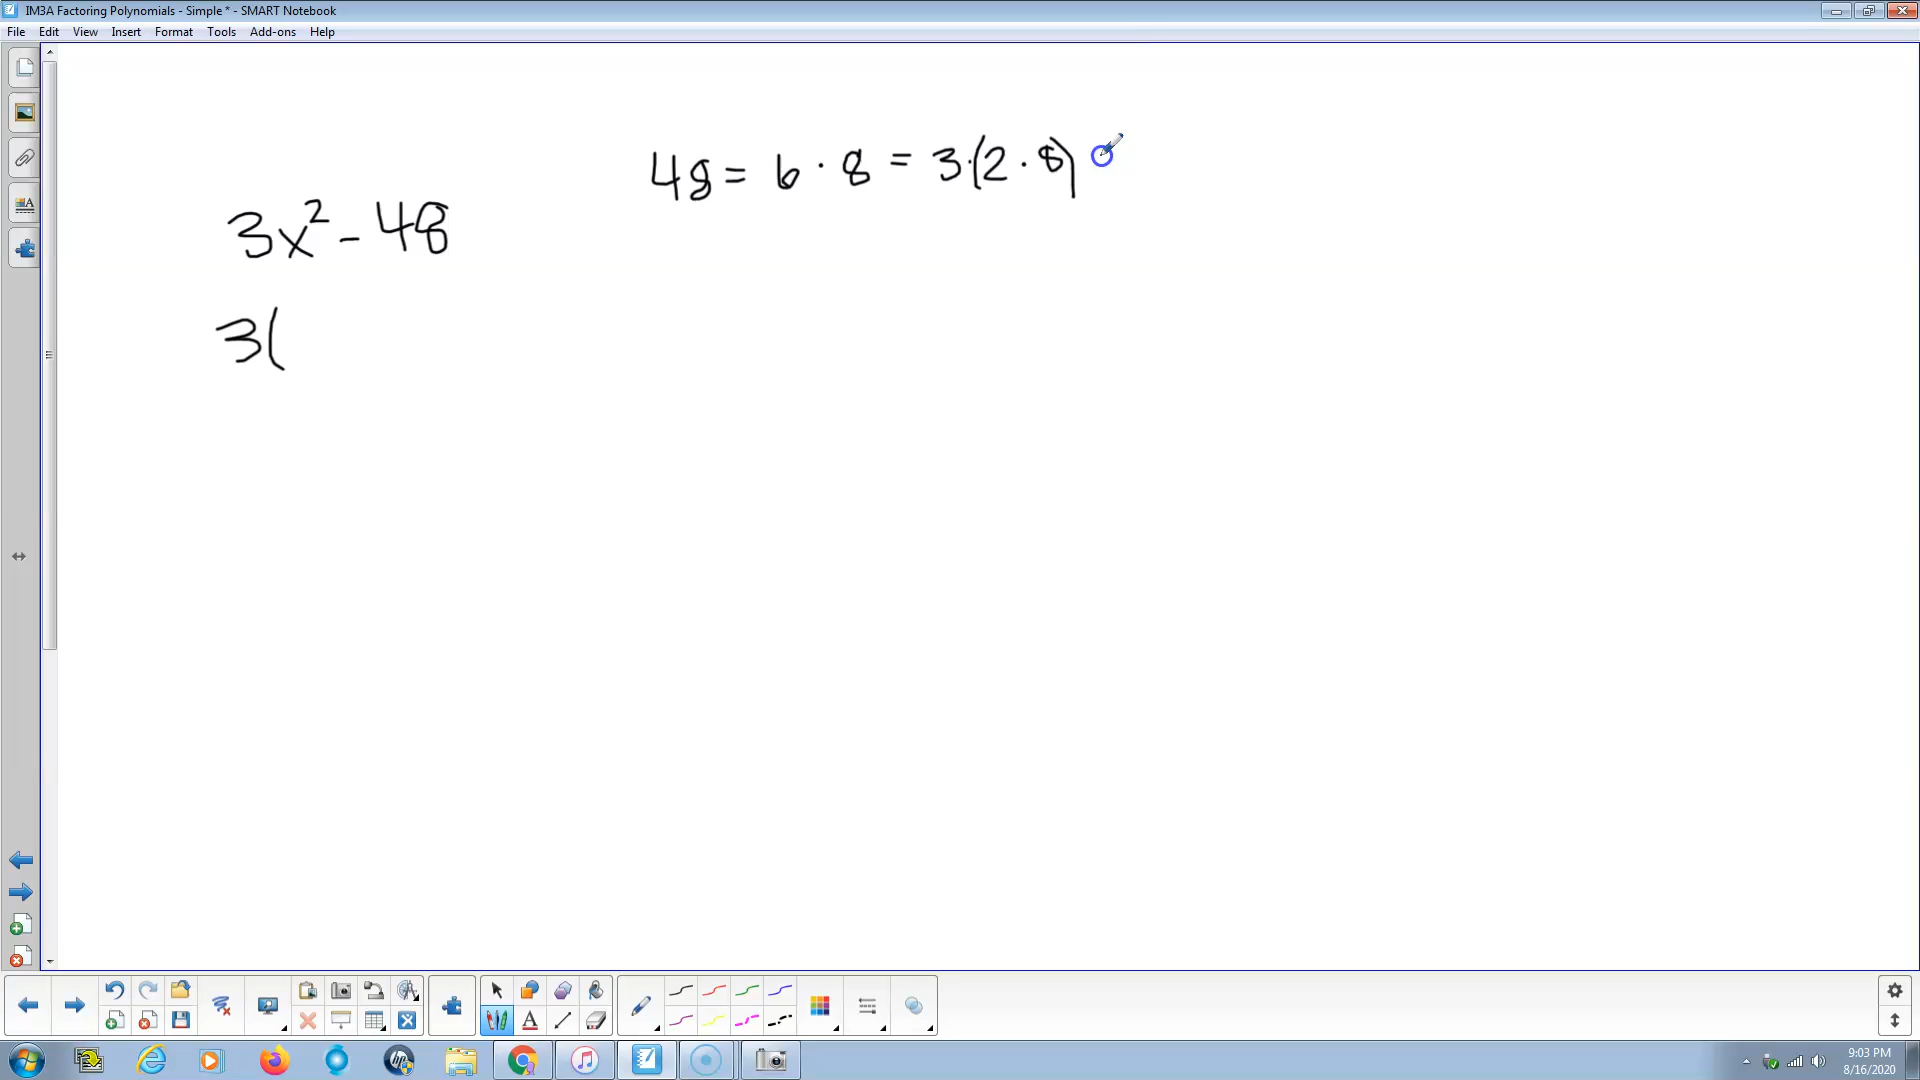 IM3A Factoring Polynomials - Simple * - SMART Notebook
File Edit View Insert Format Tools Add-ons Help
48 = 6 · 8 = 3·(2 · 8)
3x² - 48
3(
9:03 PM
8/16/2020